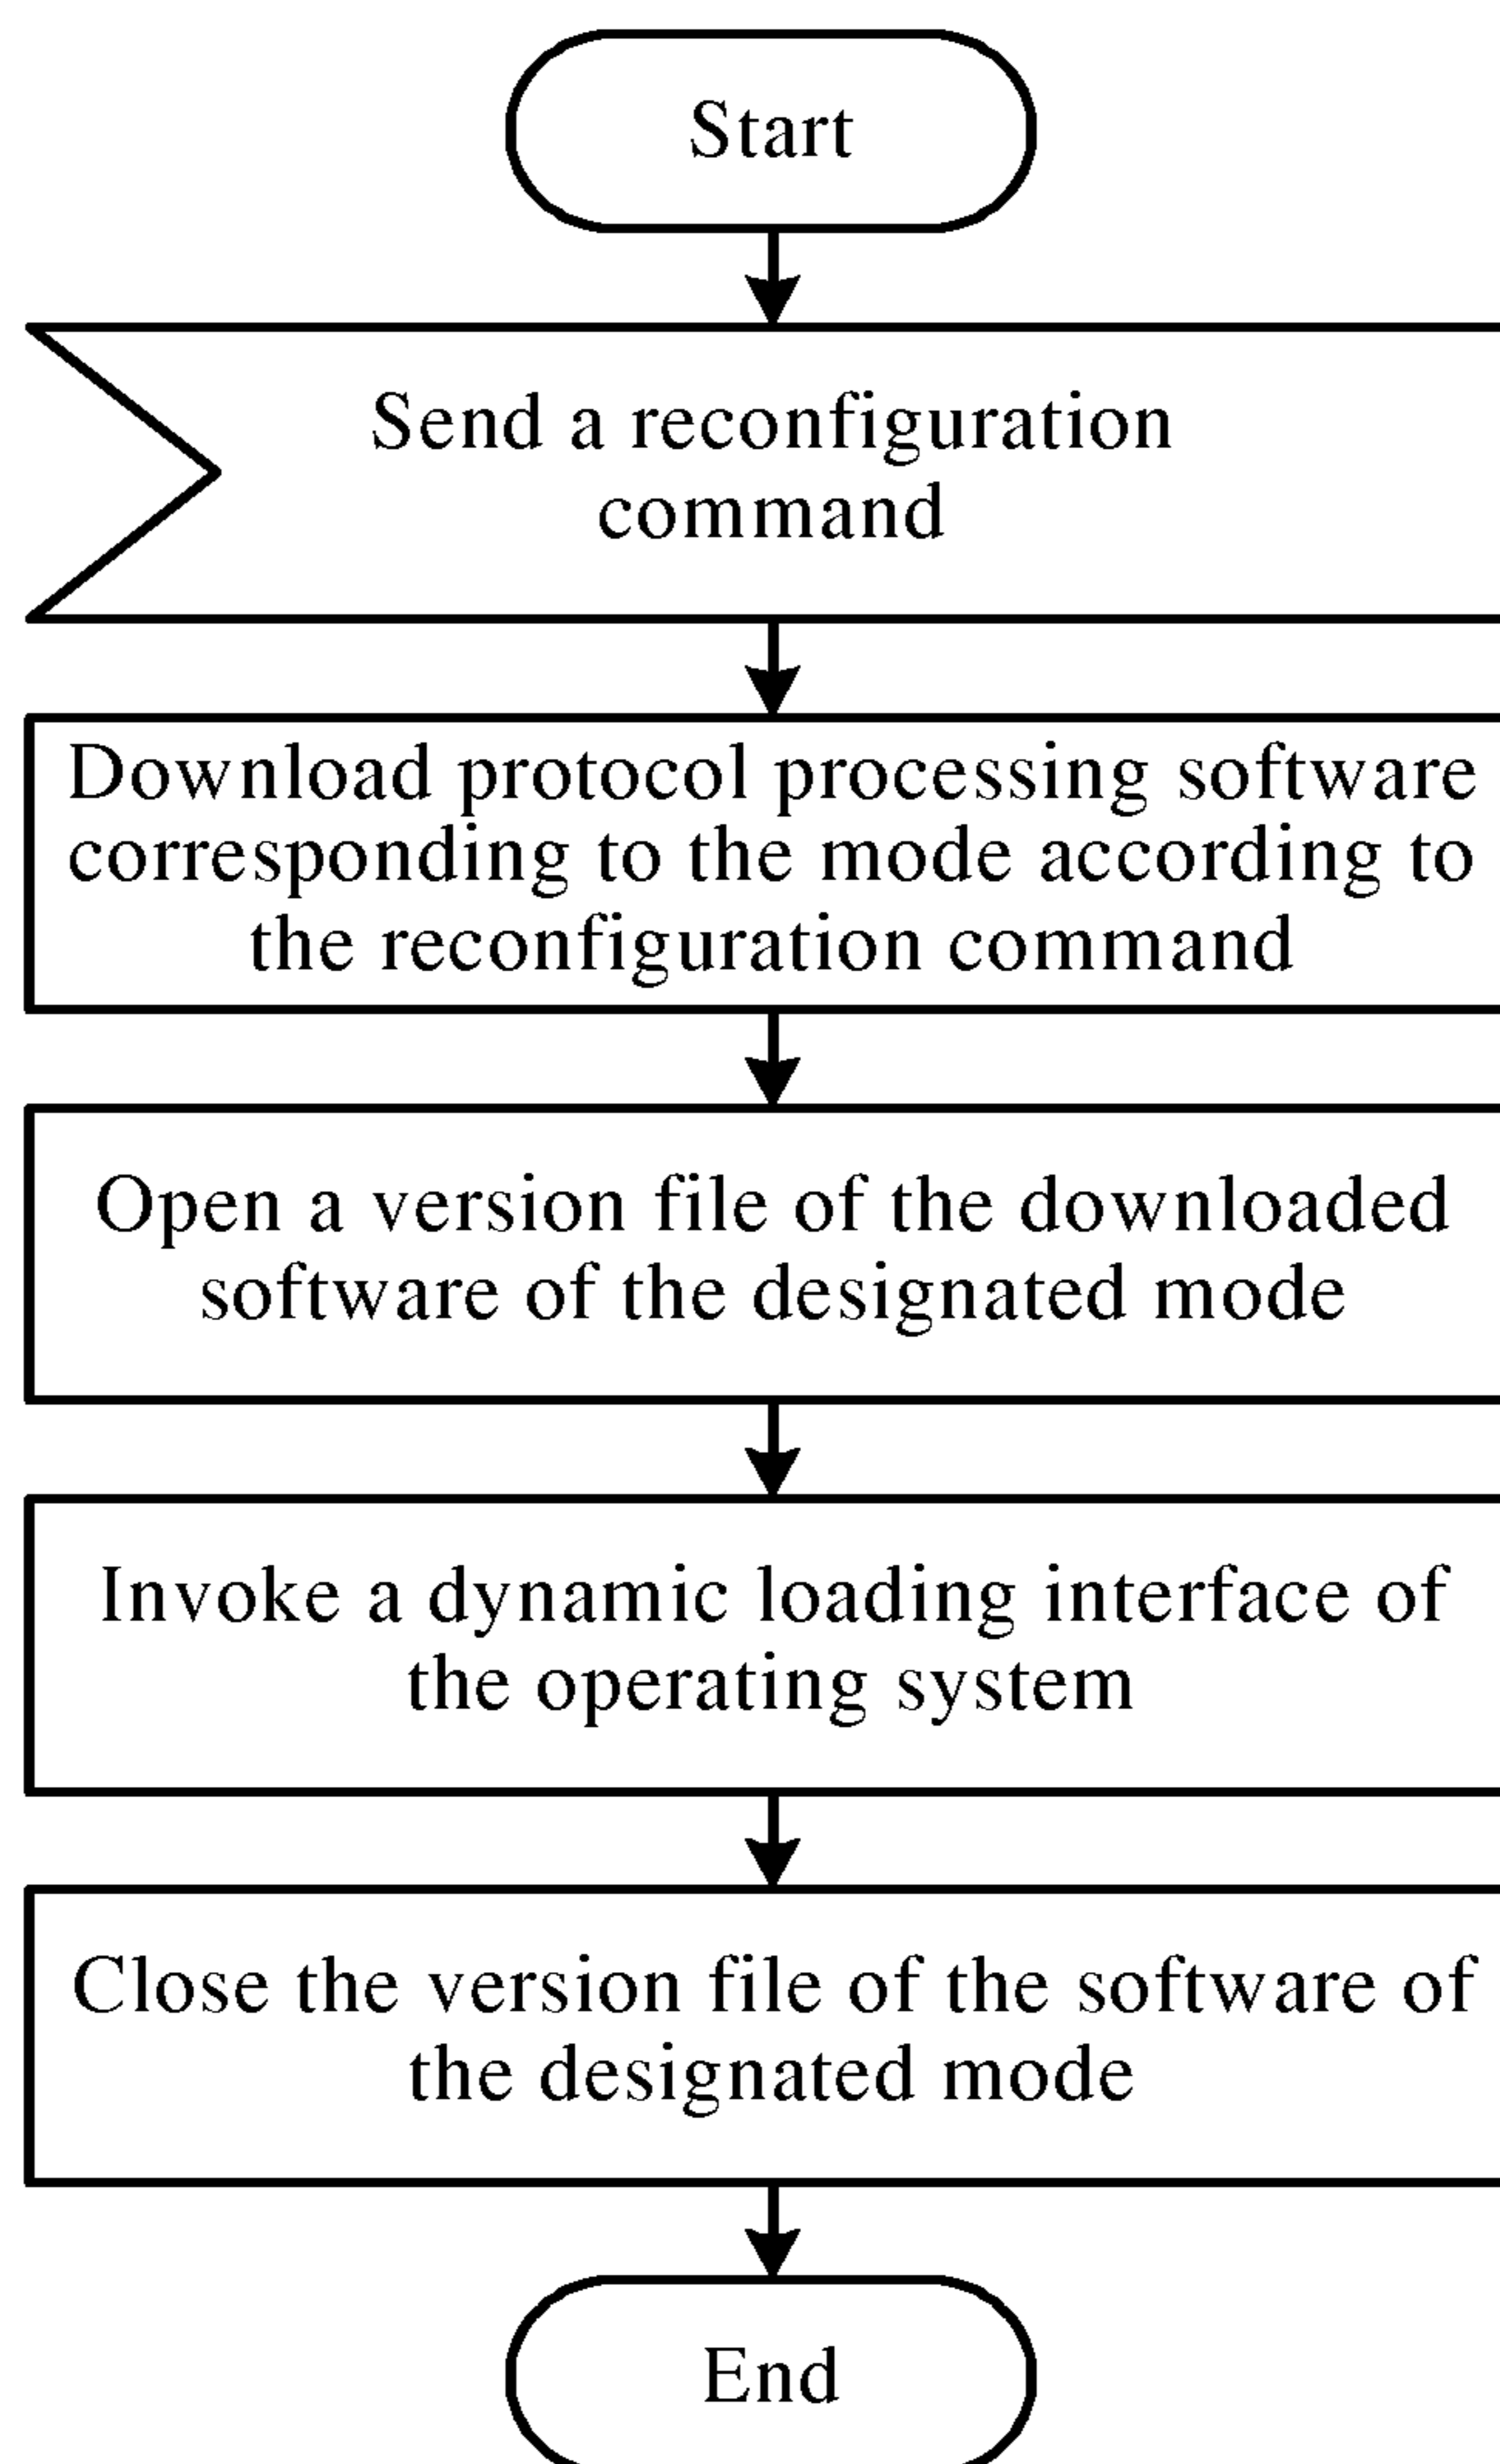 Start
Send a reconfiguration
command
Download protocol processing software
corresponding to the mode according to
the reconfiguration command
Open a version file of the downloaded
software of the designated mode
Invoke a dynamic loading interface of
the operating system
Close the version file of the software of
the designated mode
End